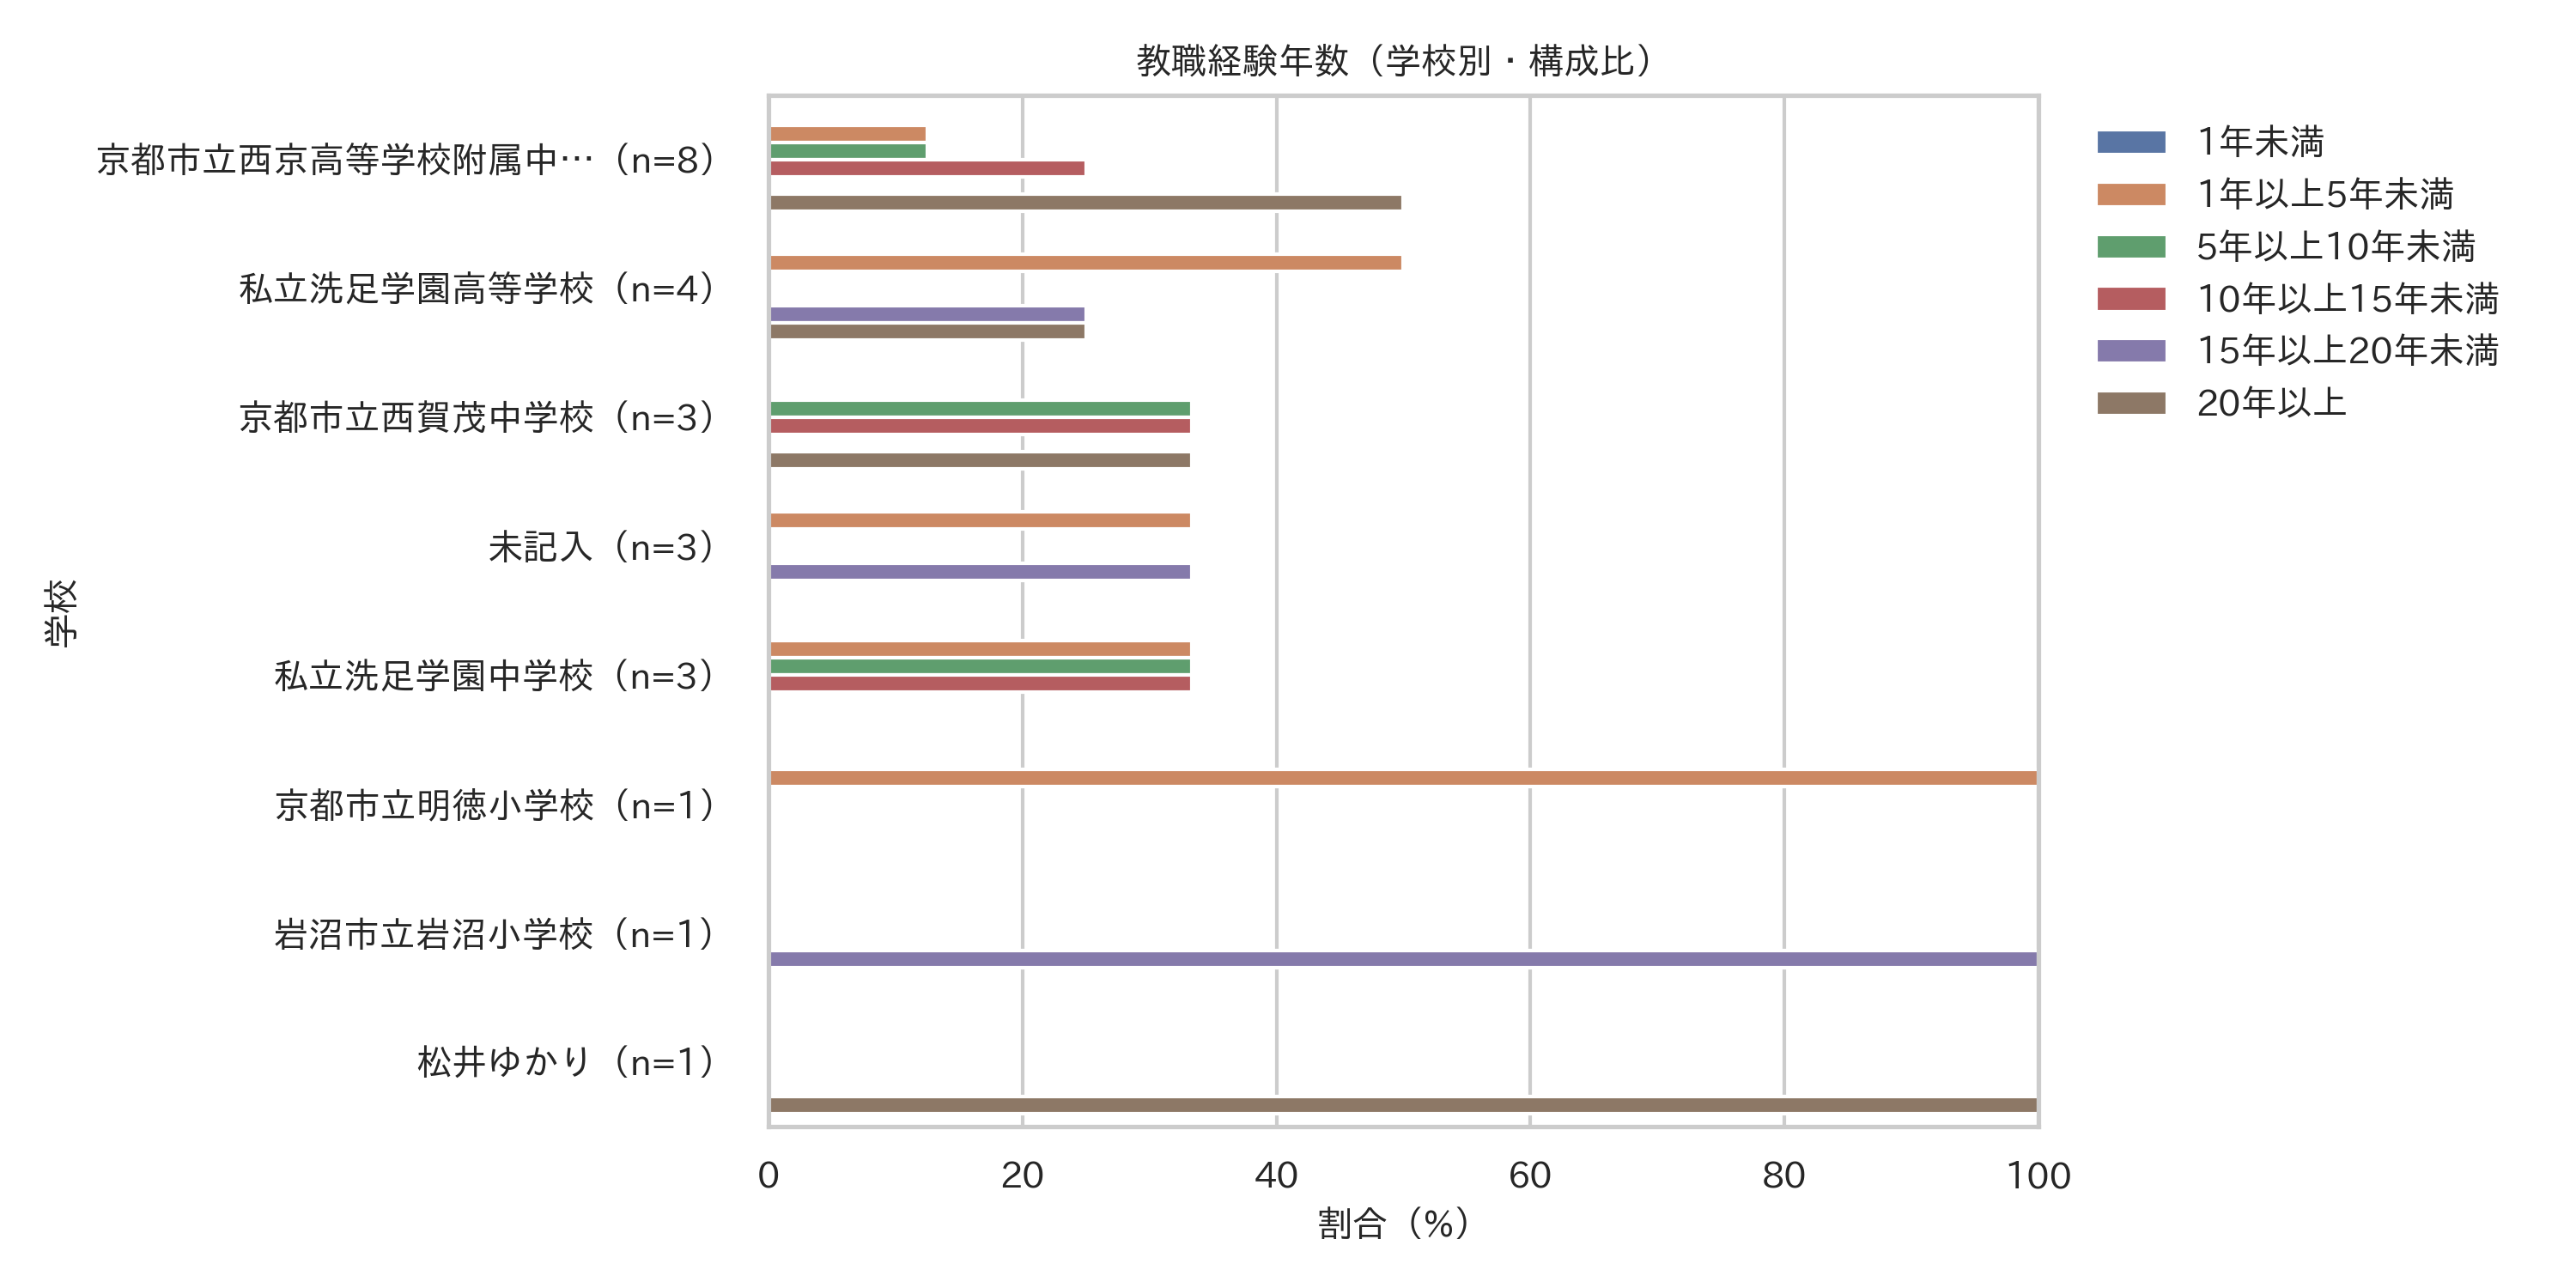 教職経験年数（学校別・構成比）
京都市立西京高等学校附属中…（n=8）
私立洗足学園高等学校（n=4）
京都市立西賀茂中学校（n=3）
未記入（n=3）
私立洗足学園中学校（n=3）
京都市立明徳小学校（n=1）
岩沼市立岩沼小学校（n=1）
松井ゆかり（n=1）
学校
0 20 40 60 80 100
割合（%）
1年未満
1年以上5年未満
5年以上10年未満
10年以上15年未満
15年以上20年未満
20年以上